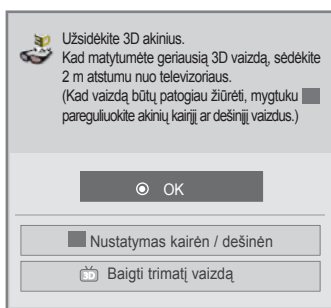 Užsidėkite 3D akinius.
Kad matytumėte geriausią 3D vaizdą, sėdėkite
2 m atstumu nuo televizoriaus.
(Kad vaizdą būtų patogiau žiūrėti, mygtuku
pareguliuokite akinių kairįjį ar dešinįjį vaizdus.)
OK
Nustatymas kairėn / dešinėn
3D Baigti trimatį vaizdą